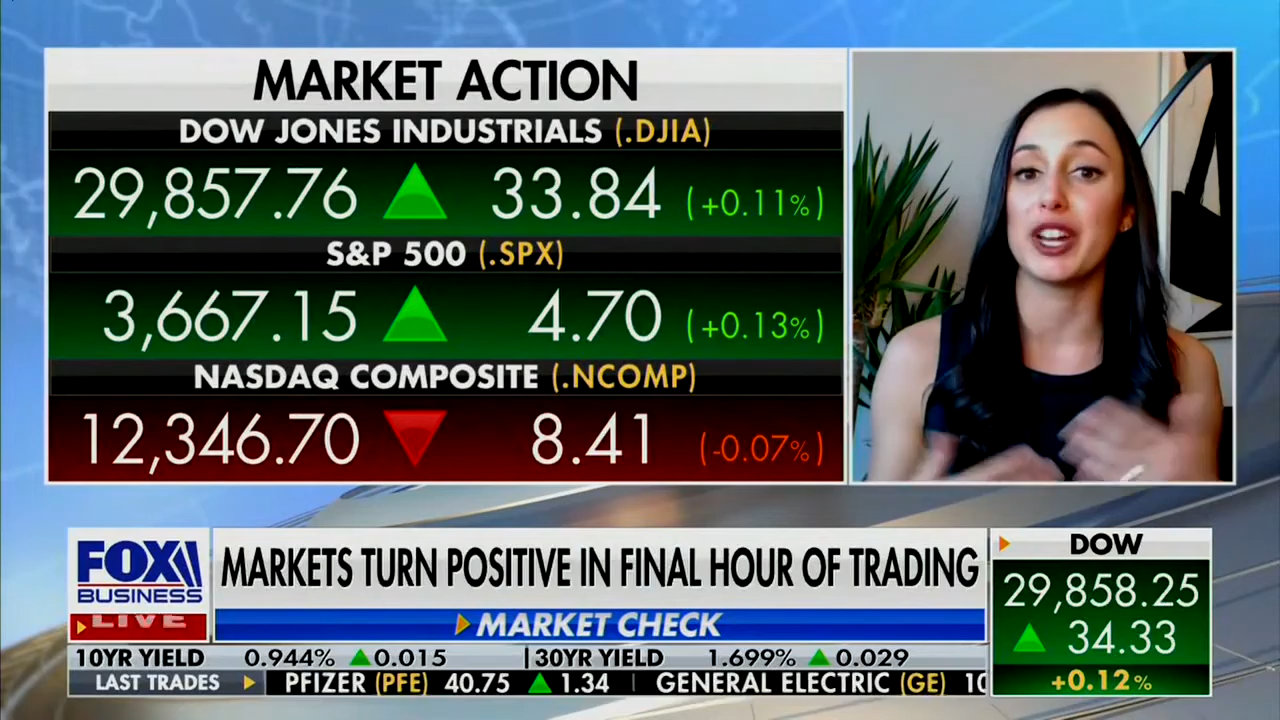 MARKET ACTION
DOW JONES INDUSTRIALS (.DJIA)
29,857.76 ▲ 33.84 (+0.11%)
S&P 500 (.SPX)
3,667.15 ▲ 4.70 (+0.13%)
NASDAQ COMPOSITE (.NCOMP)
12,346.70 ▼ 8.41 (-0.07%)
FOX
BUSINESS
LIVE
MARKETS TURN POSITIVE IN FINAL HOUR OF TRADING
MARKET CHECK
DOW
29,858.25
▲ 34.33
+0.12%
10YR YIELD 0.944% ▲0.015 | 30YR YIELD 1.699% ▲0.029
LAST TRADES PFIZER (PFE) 40.75 ▲ 1.34 | GENERAL ELECTRIC (GE)